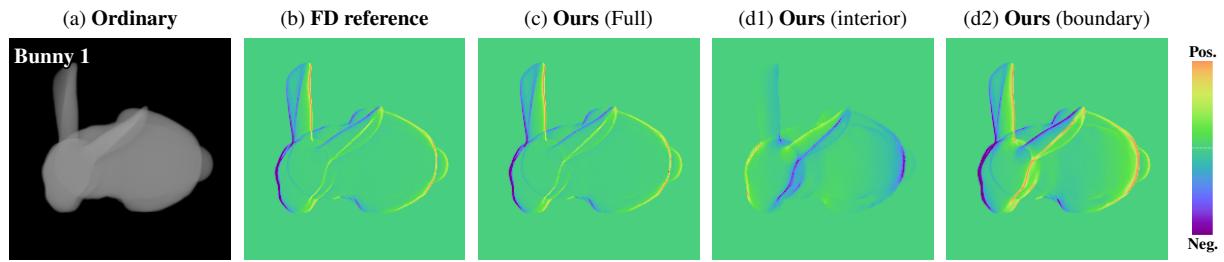 (a) Ordinary
(b) FD reference
(c) Ours (Full)
(d1) Ours (interior)
(d2) Ours (boundary)
Bunny 1
Pos.
Neg.